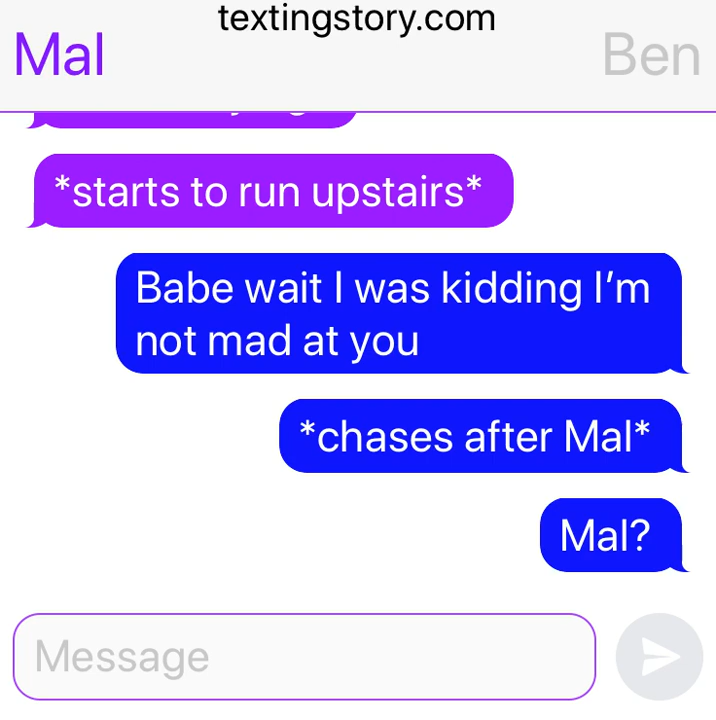 textingstory.com
Mal
Ben
*starts to run upstairs*
Babe wait I was kidding I’m
not mad at you
*chases after Mal*
Mal?
Message